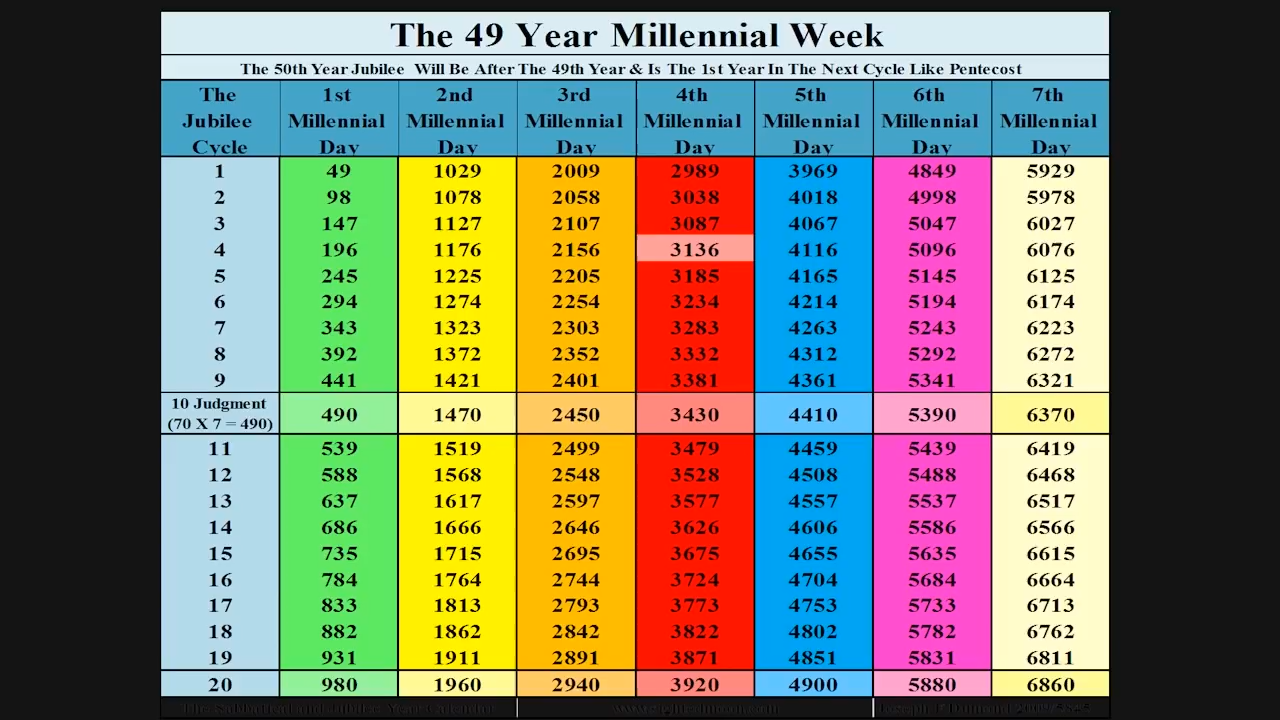 The 49 Year Millennial Week
The 50th Year Jubilee Will Be After The 49th Year & Is The 1st Year In The Next Cycle Like Pentecost
The 1st 2nd 3rd 4th 5th 6th 7th
Jubilee Millennial Millennial Millennial Millennial Millennial Millennial Millennial
Cycle Day Day Day Day Day Day Day
1 49 1029 2009 2989 3969 4849 5929
2 98 1078 2058 3038 4018 4998 5978
3 147 1127 2107 3087 4067 5047 6027
4 196 1176 2156 3136 4116 5096 6076
5 245 1225 2205 3185 4165 5145 6125
6 294 1274 2254 3234 4214 5194 6174
7 343 1323 2303 3283 4263 5243 6223
8 392 1372 2352 3332 4312 5292 6272
9 441 1421 2401 3381 4361 5341 6321
10 Judgment
(70 X 7 = 490) 490 1470 2450 3430 4410 5390 6370
11 539 1519 2499 3479 4459 5439 6419
12 588 1568 2548 3528 4508 5488 6468
13 637 1617 2597 3577 4557 5537 6517
14 686 1666 2646 3626 4606 5586 6566
15 735 1715 2695 3675 4655 5635 6615
16 784 1764 2744 3724 4704 5684 6664
17 833 1813 2793 3773 4753 5733 6713
18 882 1862 2842 3822 4802 5782 6762
19 931 1911 2891 3871 4851 5831 6811
20 980 1960 2940 3920 4900 5880 6860